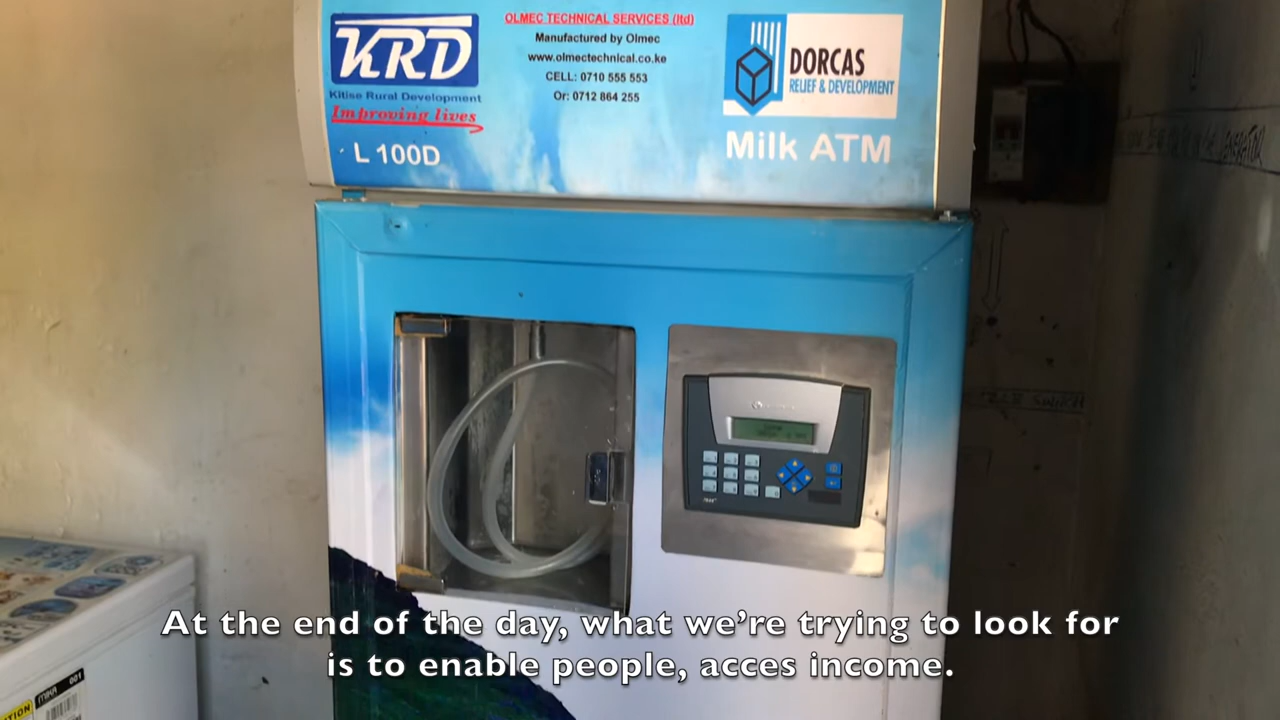 KRD
Kitise Rural Development
Improving lives
L 100D
OLMEC TECHNICAL SERVICES (ltd)
Manufactured by Olmec
www.olmectechnical.co.ke
CELL: 0710 555 553
Or: 0712 864 255
DORCAS
RELIEF & DEVELOPMENT
Milk ATM
MIKA 001
At the end of the day, what we're trying to look for
is to enable people, acces income.